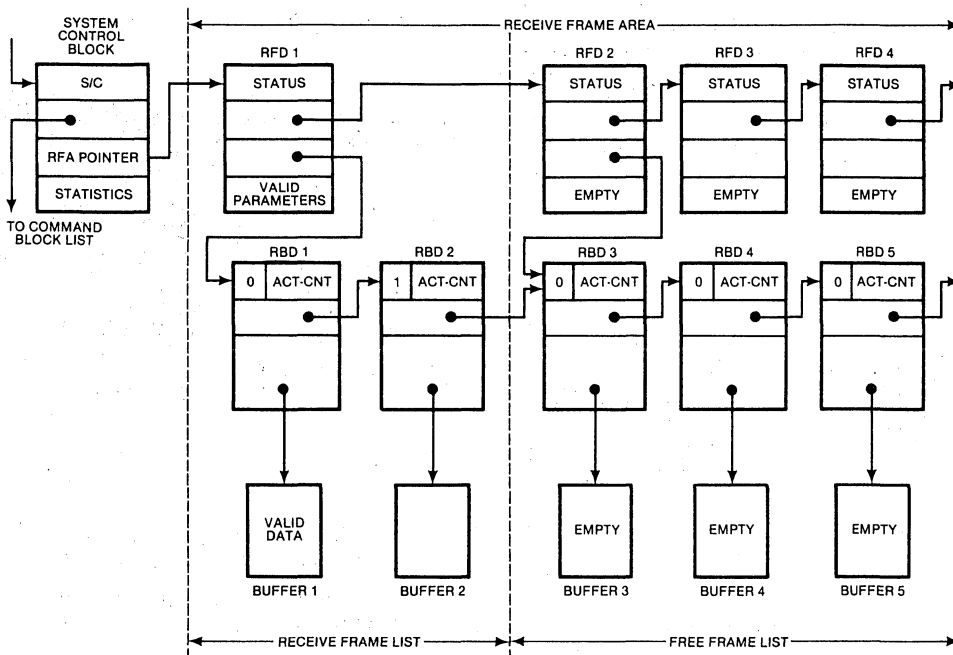 SYSTEM
CONTROL
BLOCK
S/C
RFA POINTER
STATISTICS
TO COMMAND
BLOCK LIST
RECEIVE FRAME AREA
RFD 1
STATUS
VALID
PARAMETERS
RFD 2
STATUS
EMPTY
RFD 3
STATUS
EMPTY
RFD 4
STATUS
EMPTY
RBD 1
0 ACT-CNT
RBD 2
1 ACT-CNT
RBD 3
0 ACT-CNT
RBD 4
0 ACT-CNT
RBD 5
0 ACT-CNT
VALID
DATA
BUFFER 1
BUFFER 2
EMPTY
BUFFER 3
EMPTY
BUFFER 4
EMPTY
BUFFER 5
RECEIVE FRAME LIST
FREE FRAME LIST